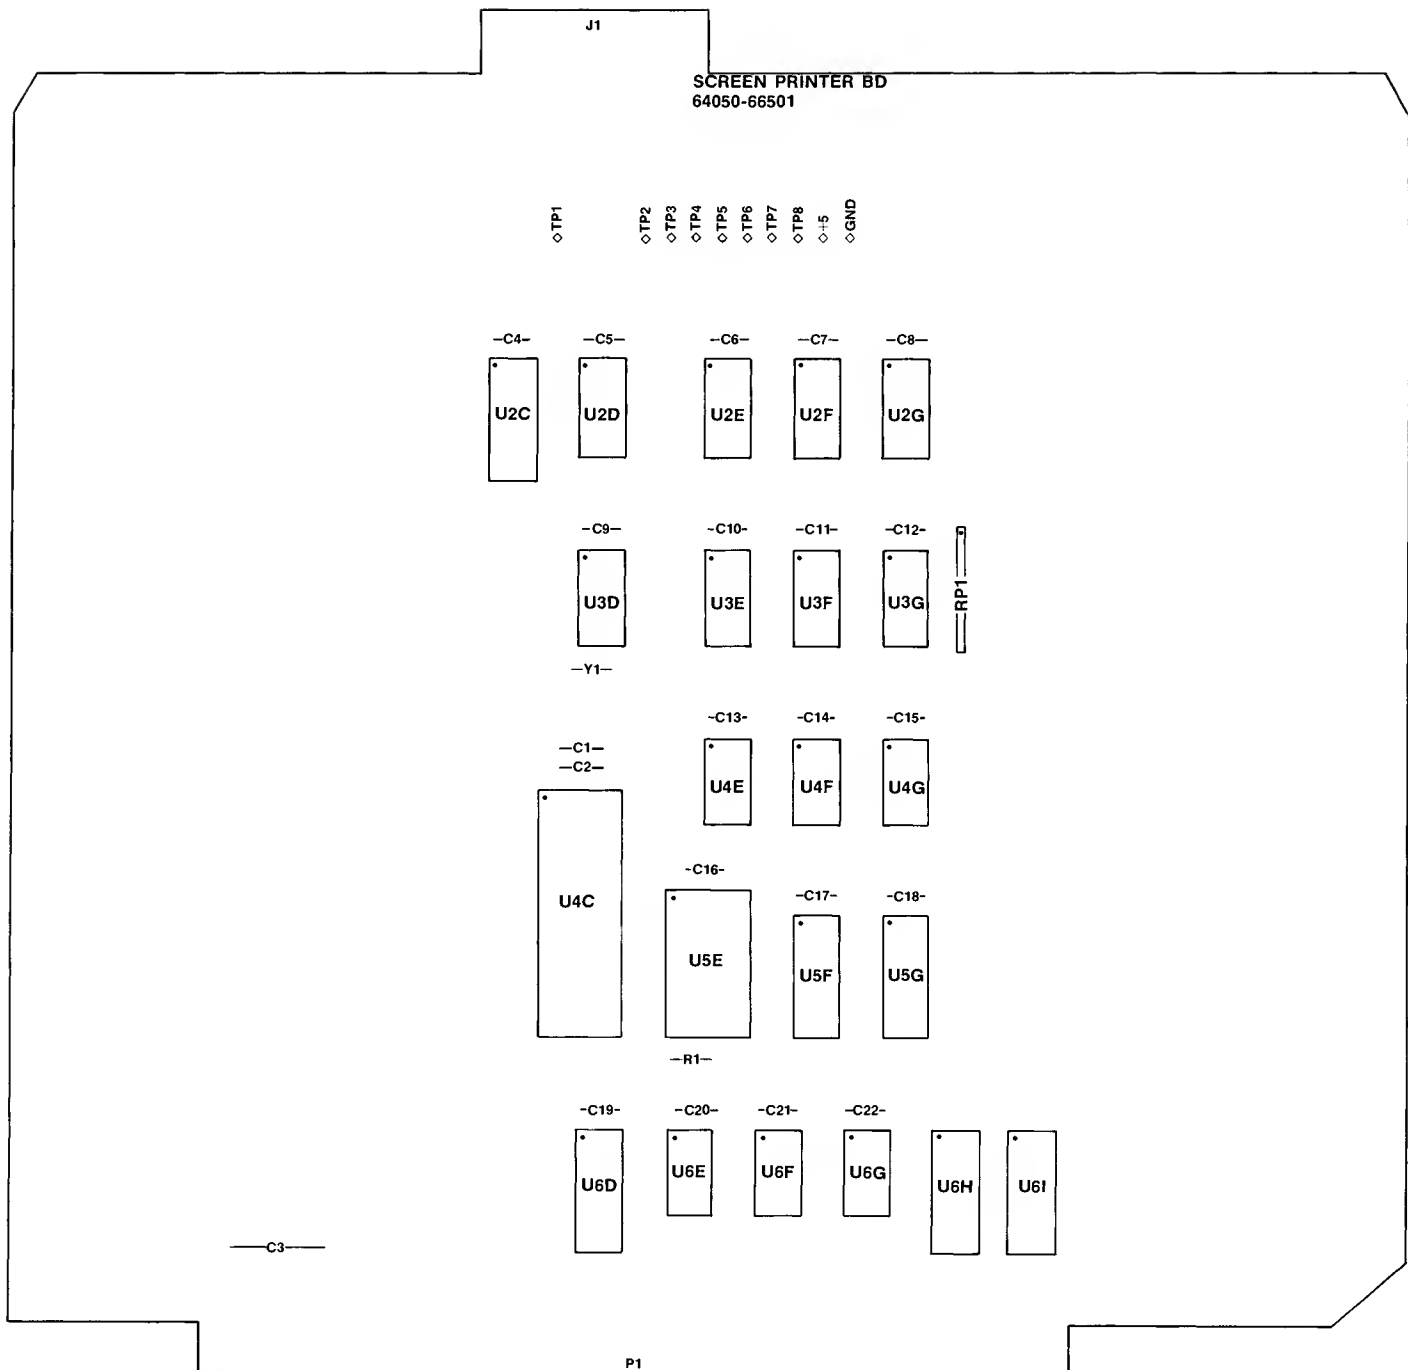 J1
SCREEN PRINTER BD
64050-66501
TP1 TP2 TP3 TP4 TP5 TP6 TP7 TP8 +5 GND
-C4- -C5- -C6- -C7- -C8-
U2C U2D U2E U2F U2G
-C9- -C10- -C11- -C12-
U3D U3E U3F U3G RP1
-Y1-
-C13- -C14- -C15-
-C1-
-C2-
U4E U4F U4G
-C16-
-C17- -C18-
U4C
U5E U5F U5G
-R1-
-C19- -C20- -C21- -C22-
U6D U6E U6F U6G U6H U6I
-C3-
P1